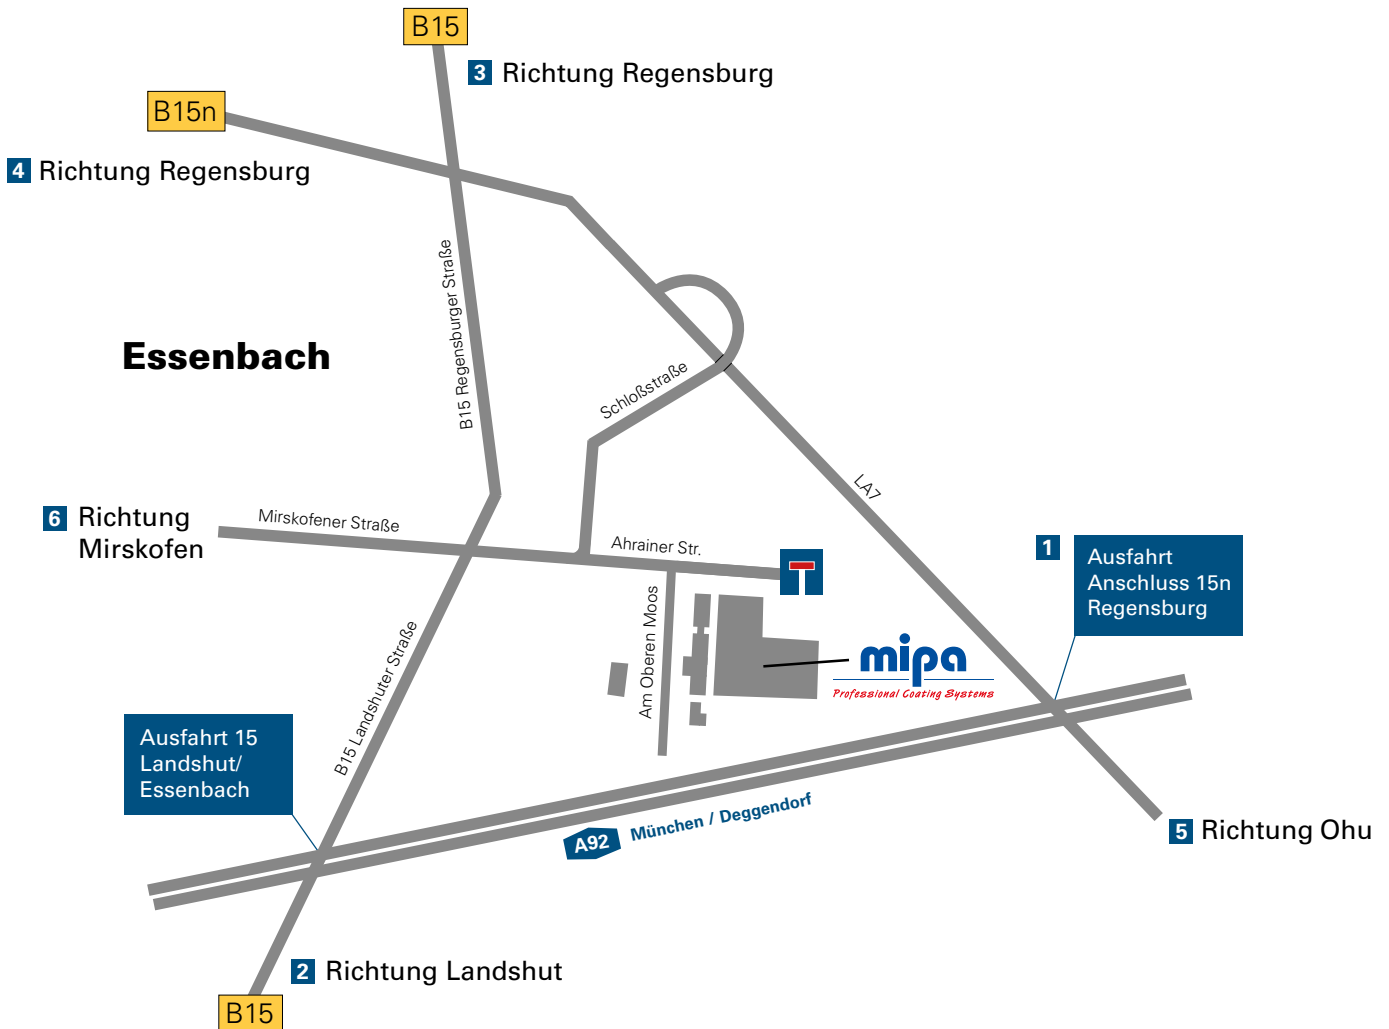 B15
3 Richtung Regensburg
B15n
4 Richtung Regensburg
B15 Regensburger Straße
Essenbach
Schloßstraße
LA7
6 Richtung
Mirskofen
Mirskofener Straße
Ahrainer Str.
1
Ausfahrt
Anschluss 15n
Regensburg
Am Oberen Moos
mipa
Professional Coating Systems
B15 Landshuter Straße
Ausfahrt 15
Landshut/
Essenbach
A92 München / Deggendorf
5 Richtung Ohu
2 Richtung Landshut
B15